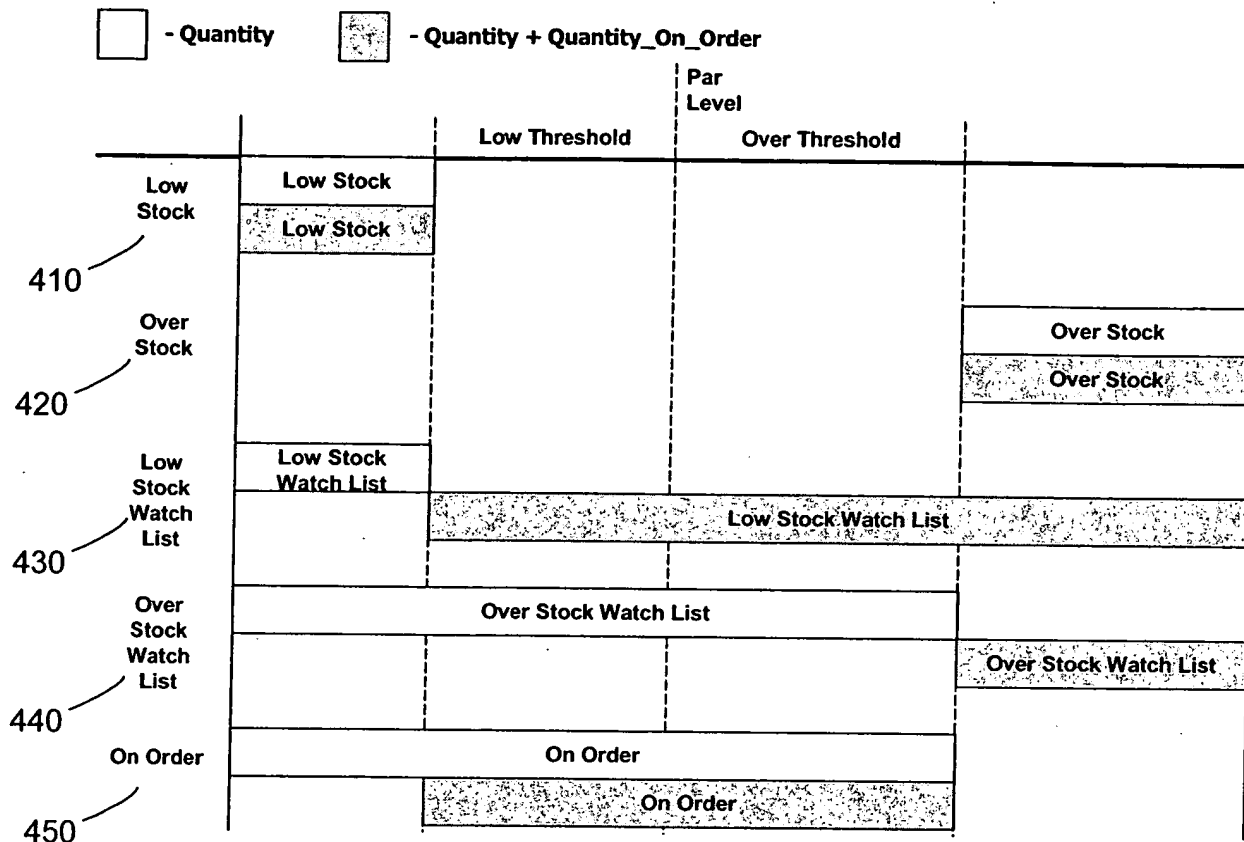 - Quantity
- Quantity + Quantity_On_Order
Par
Level
Low Threshold
Over Threshold
Low
Stock
Low Stock
Low Stock
410
Over
Stock
Over Stock
Over Stock
420
Low
Stock
Watch
List
Low Stock
Watch List
Low Stock Watch List
430
Over
Stock
Watch
List
Over Stock Watch List
Over Stock Watch List
440
On Order
On Order
On Order
450